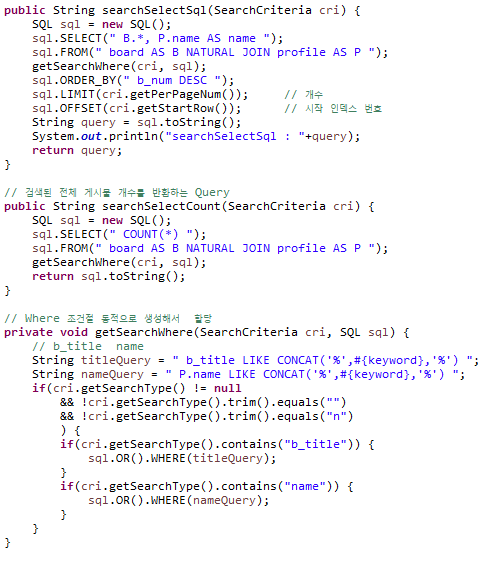 public String searchSelectSql(SearchCriteria cri) {
    SQL sql = new SQL();
    sql.SELECT(" B.*, P.name AS name ");
    sql.FROM(" board AS B NATURAL JOIN profile AS P ");
    getSearchWhere(cri, sql);
    sql.ORDER_BY(" b_num DESC ");
    sql.LIMIT(cri.getPerPageNum());     // 개수
    sql.OFFSET(cri.getStartRow());      // 시작 인덱스 번호
    String query = sql.toString();
    System.out.println("searchSelectSql : "+query);
    return query;
}
// 검색된 전체 게시물 개수를 반환하는 Query
public String searchSelectCount(SearchCriteria cri) {
    SQL sql = new SQL();
    sql.SELECT(" COUNT(*) ");
    sql.FROM(" board AS B NATURAL JOIN profile AS P ");
    getSearchWhere(cri, sql);
    return sql.toString();
}
// Where 조건절 동적으로 생성해서  할당
private void getSearchWhere(SearchCriteria cri, SQL sql) {
    // b_title  name
    String titleQuery = " b_title LIKE CONCAT('%',#{keyword},'%') ";
    String nameQuery = " P.name LIKE CONCAT('%',#{keyword},'%') ";
    if(cri.getSearchType() != null
        && !cri.getSearchType().trim().equals("")
        && !cri.getSearchType().trim().equals("n")
        ) {
        if(cri.getSearchType().contains("b_title")) {
            sql.OR().WHERE(titleQuery);
        }
        if(cri.getSearchType().contains("name")) {
            sql.OR().WHERE(nameQuery);
        }
    }
}